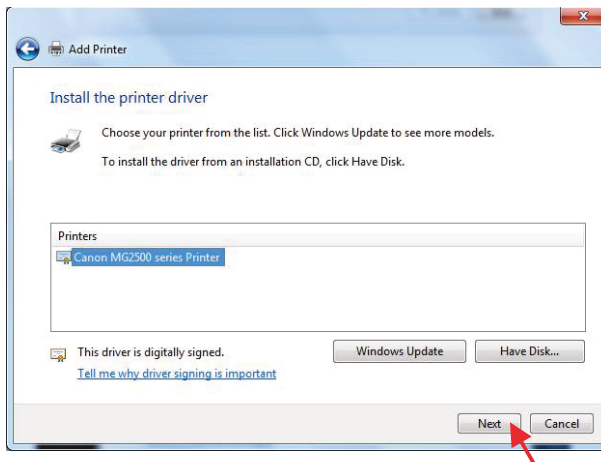 Add Printer
Install the printer driver
Choose your printer from the list. Click Windows Update to see more models.
To install the driver from an installation CD, click Have Disk.
Printers
Canon MG2500 series Printer
This driver is digitally signed.
Windows Update
Have Disk...
Tell me why driver signing is important
Next
Cancel